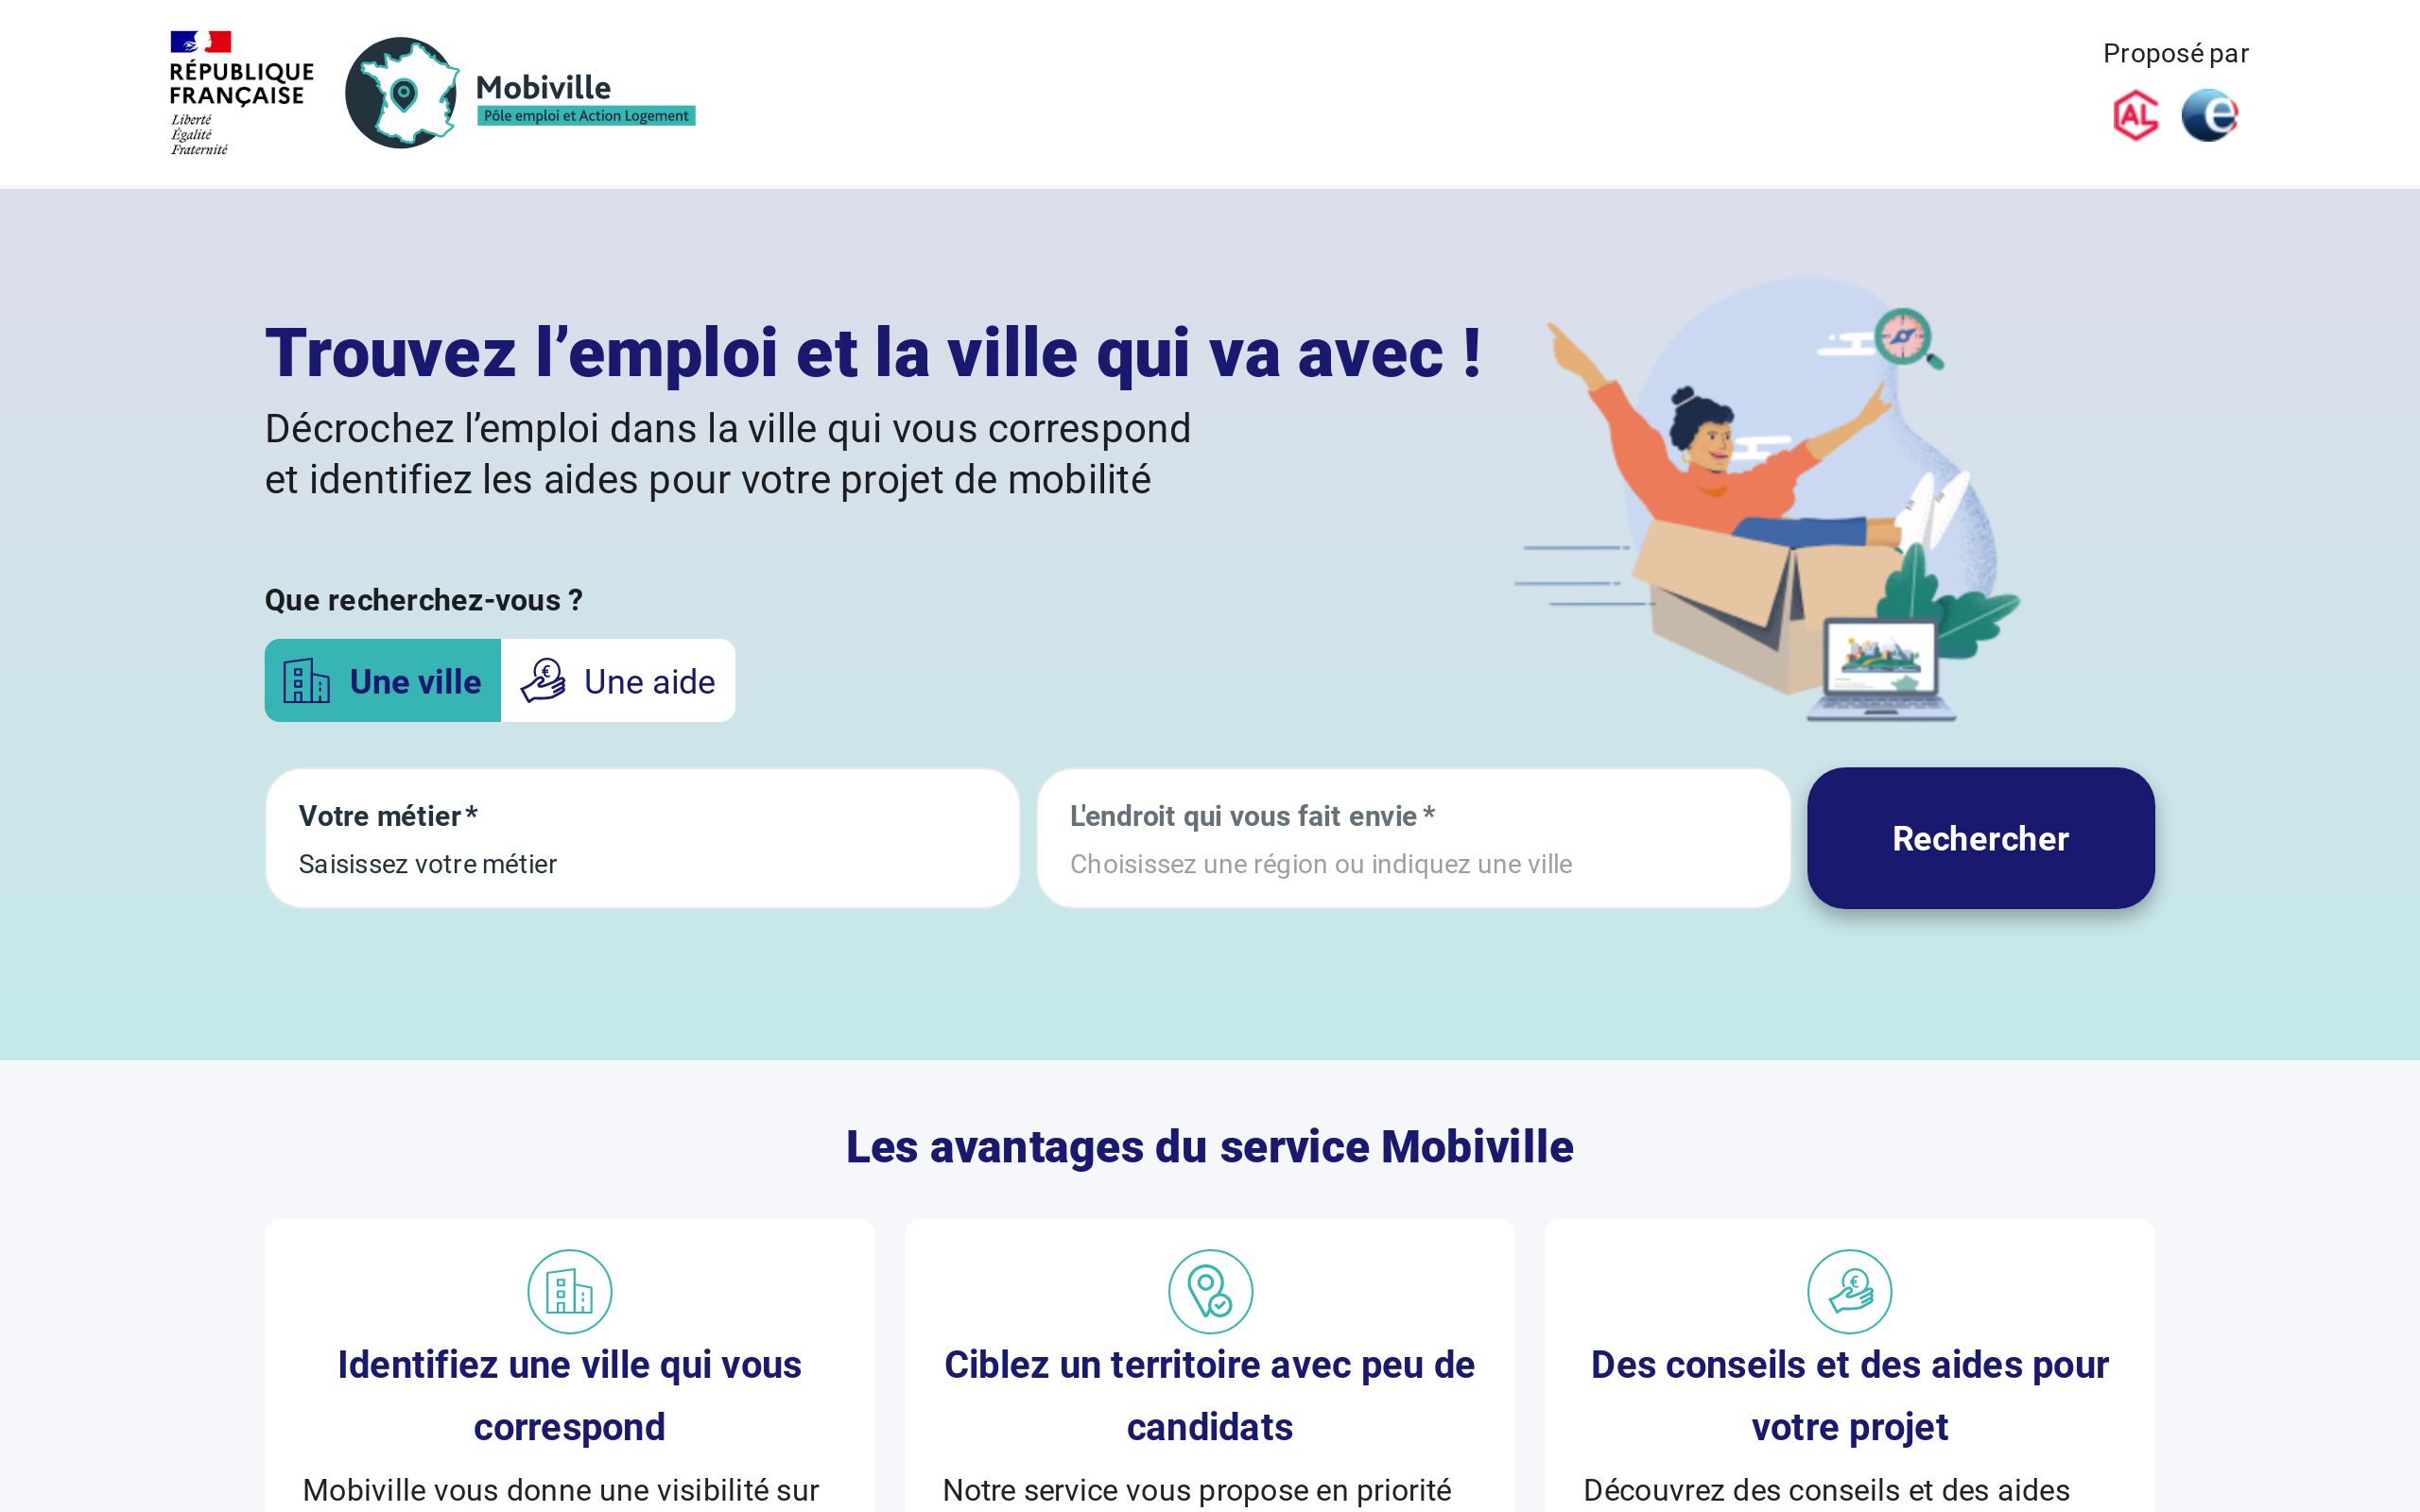 RÉPUBLIQUE
FRANÇAISE
Liberté
Égalité
Fraternité
Mobiville
Pôle emploi et Action Logement
Proposé par
AL
e
Trouvez l’emploi et la ville qui va avec !
Décrochez l’emploi dans la ville qui vous correspond
et identifiez les aides pour votre projet de mobilité
Que recherchez-vous ?
Une ville
Une aide
Votre métier *
Saisissez votre métier
L'endroit qui vous fait envie *
Choisissez une région ou indiquez une ville
Rechercher
Les avantages du service Mobiville
Identifiez une ville qui vous
correspond
Mobiville vous donne une visibilité sur
Ciblez un territoire avec peu de
candidats
Notre service vous propose en priorité
Des conseils et des aides pour
votre projet
Découvrez des conseils et des aides